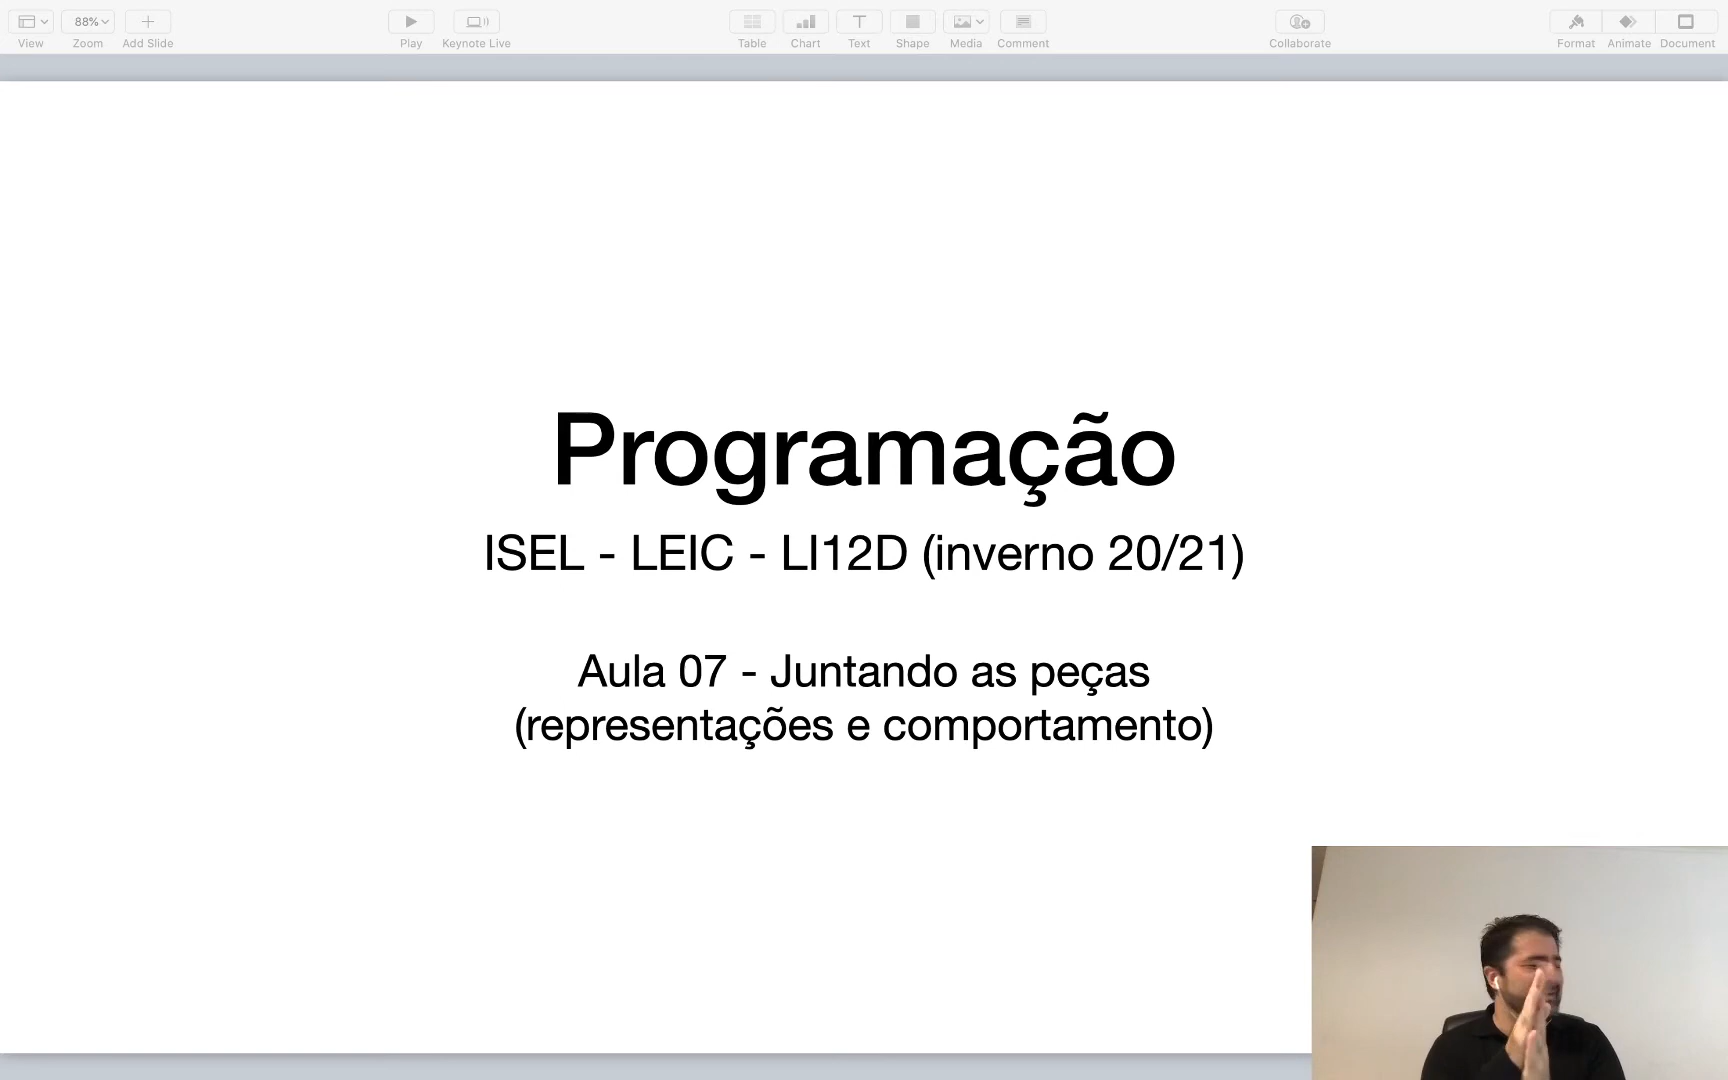 88%
View
Zoom
Add Slide
Play
Keynote Live
Table
Chart
Text
Shape
Media
Comment
Collaborate
Format
Animate
Document
Programação
ISEL - LEIC - LI12D (inverno 20/21)
Aula 07 - Juntando as peças
(representações e comportamento)